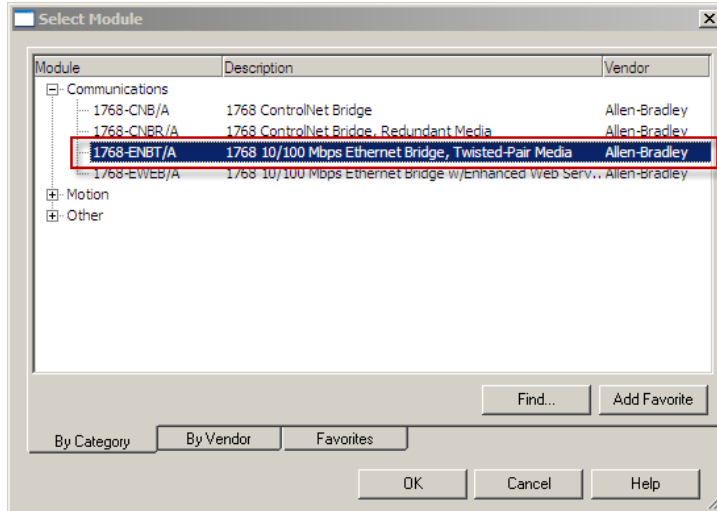 Select Module
Module Description Vendor
Communications
1768-CNB/A 1768 ControlNet Bridge Allen-Bradley
1768-CNBR/A 1768 ControlNet Bridge, Redundant Media Allen-Bradley
1768-ENBT/A 1768 10/100 Mbps Ethernet Bridge, Twisted-Pair Media Allen-Bradley
1768-EWEB/A 1768 10/100 Mbps Ethernet Bridge w/Enhanced Web Serv.. Allen-Bradley
Motion
Other
Find... Add Favorite
By Category By Vendor Favorites
OK Cancel Help